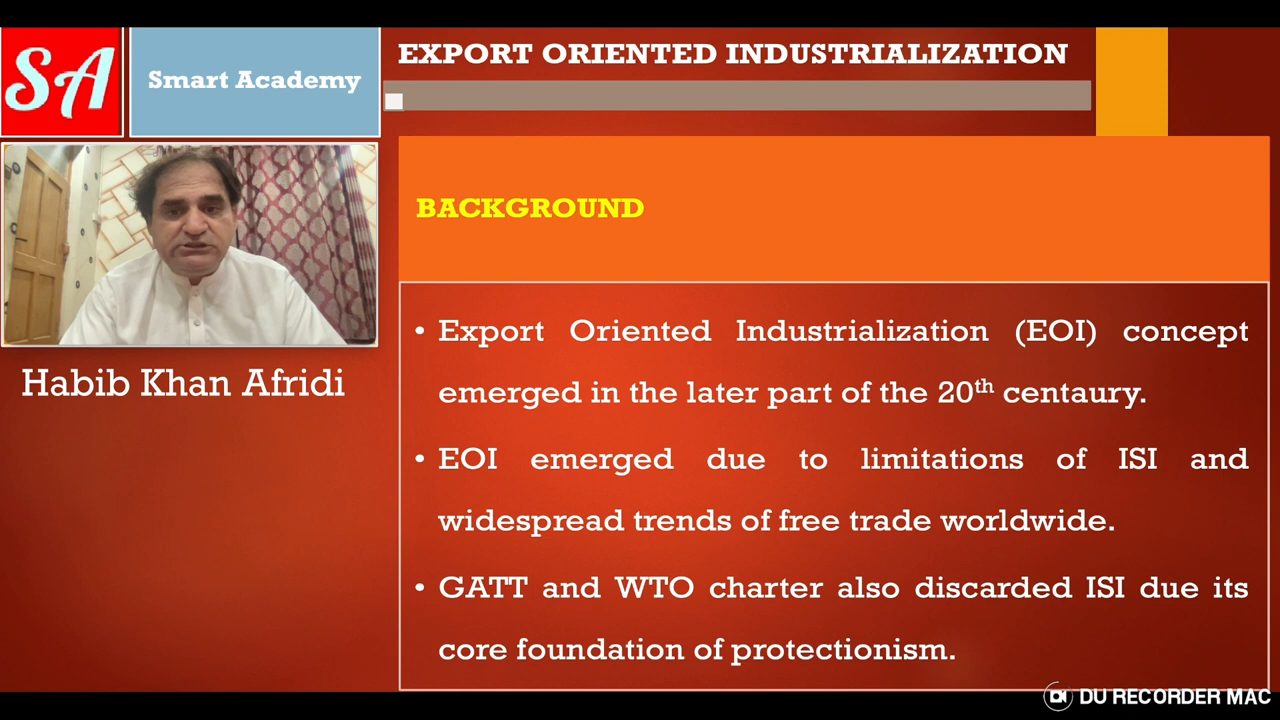 SA
Smart Academy
EXPORT ORIENTED INDUSTRIALIZATION
BACKGROUND
Habib Khan Afridi
• Export Oriented Industrialization (EOI) concept
emerged in the later part of the 20th centaury.
• EOI emerged due to limitations of ISI and
widespread trends of free trade worldwide.
• GATT and WTO charter also discarded ISI due its
core foundation of protectionism.
DU RECORDER MAC